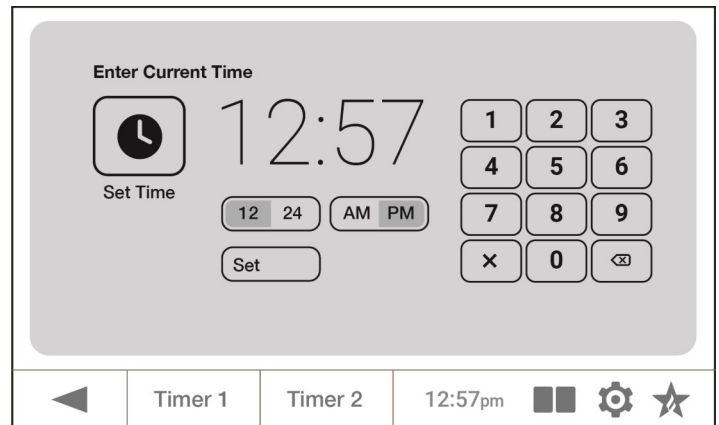 Enter Current Time
12:57
1 2 3
4 5 6
Set Time
12 24 AM PM
7 8 9
Set
× 0
Timer 1 Timer 2 12:57pm